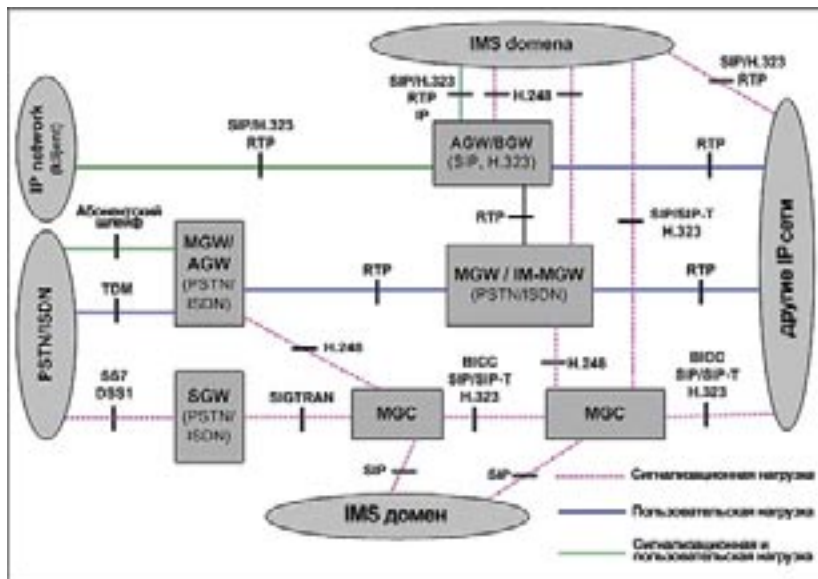 IMS domena
SIP/H.323
RTP
SIP/H.323
RTP
IP
H.248
IP network
(klijent)
SIP/H.323
RTP
AGW/BGW
(SIP, H.323)
RTP
Абонентский
шлейф
RTP
SIP/SIP-T
H.323
MGW/
AGW
(PSTN/
ISDN)
RTP
MGW / IM-MGW
(PSTN/ISDN)
RTP
TDM
PSTN/ISDN
другие IP сети
H.248
H.248
SS7
DSS1
SGW
(PSTN/
ISDN)
SIGTRAN
MGC
BICC
SIP/SIP-T
H.323
MGC
BICC
SIP/SIP-T
H.323
SIP
SIP
IMS домен
Сигнализационная нагрузка
Пользовательская нагрузка
Сигнализационная и
пользовательская нагрузка